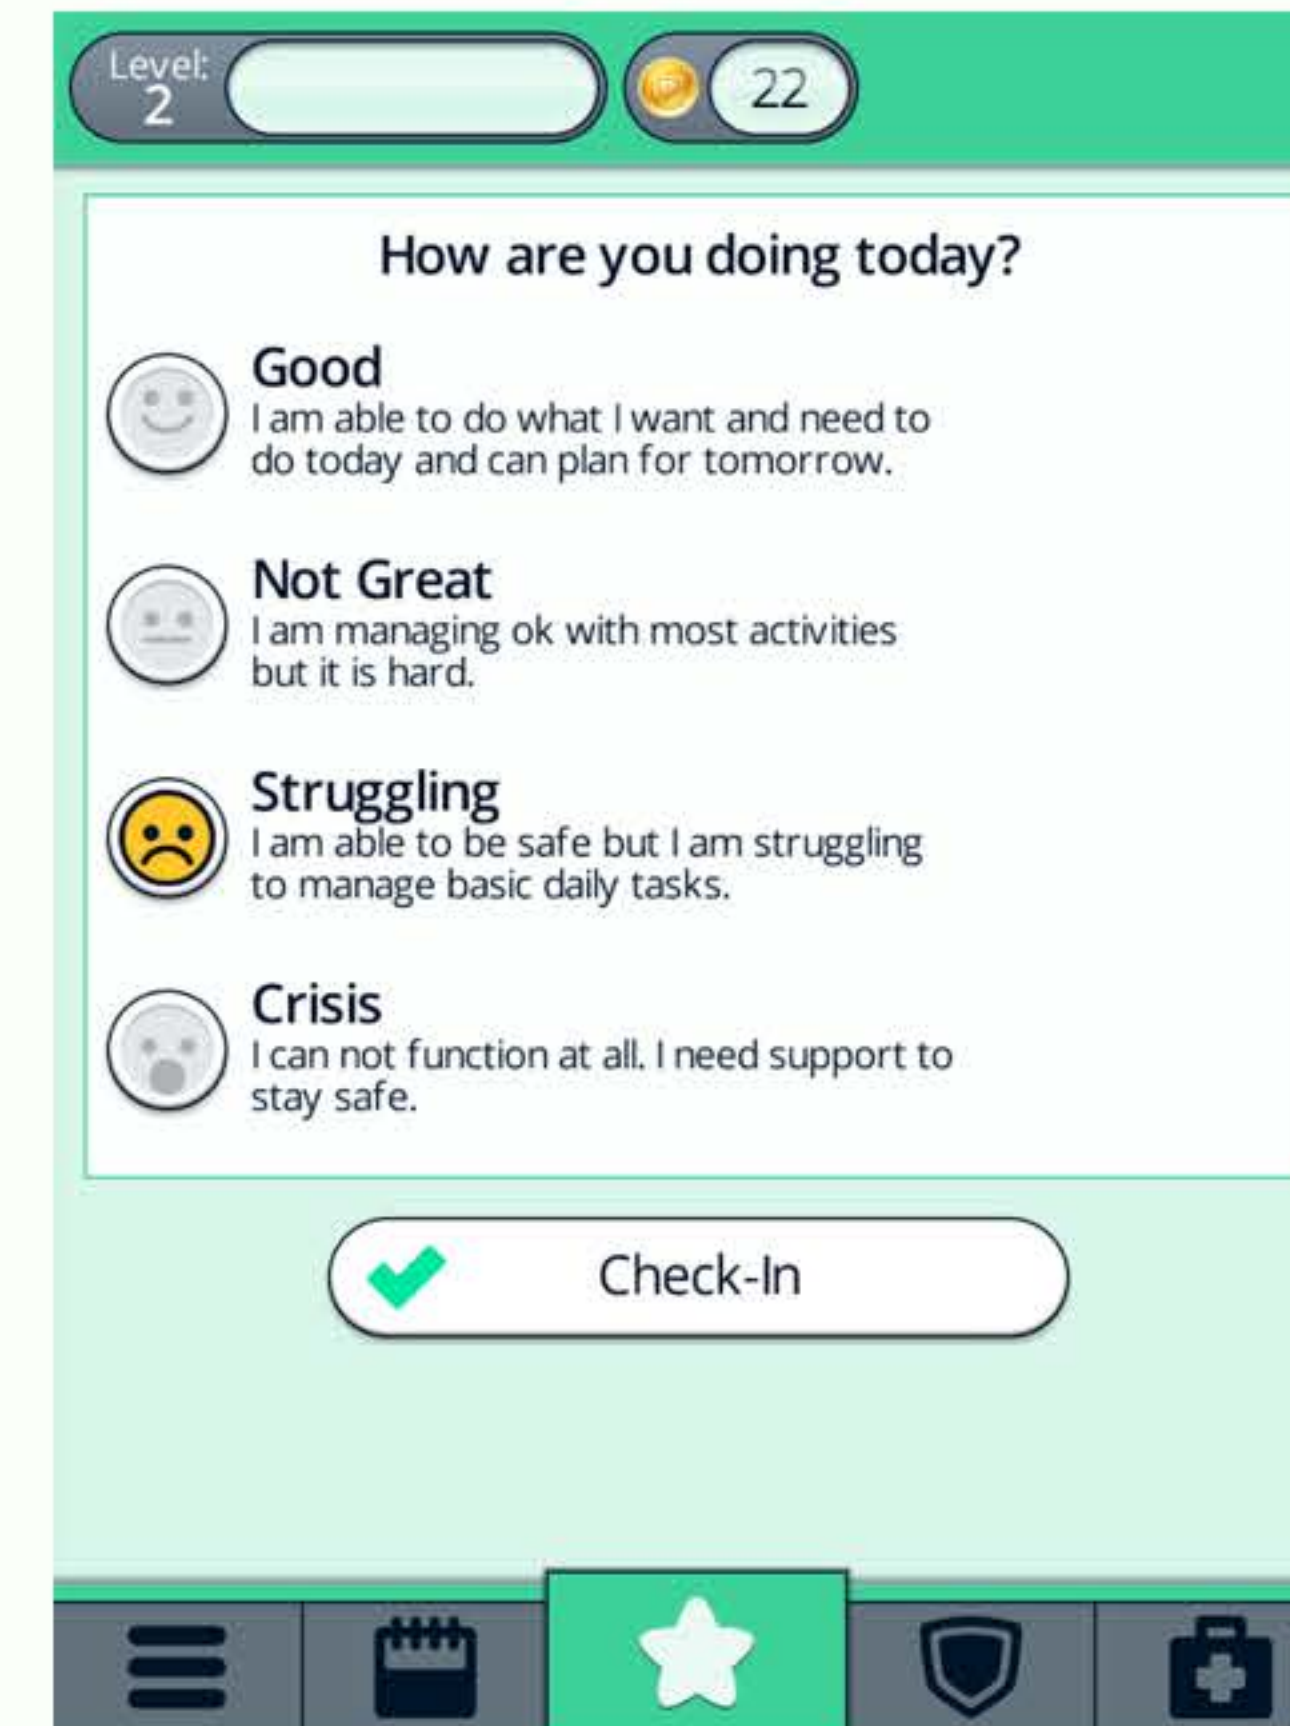 Level:
2
22
How are you doing today?
Good
I am able to do what I want and need to
do today and can plan for tomorrow.
Not Great
I am managing ok with most activities
but it is hard.
Struggling
I am able to be safe but I am struggling
to manage basic daily tasks.
Crisis
I can not function at all. I need support to
stay safe.
Check-In